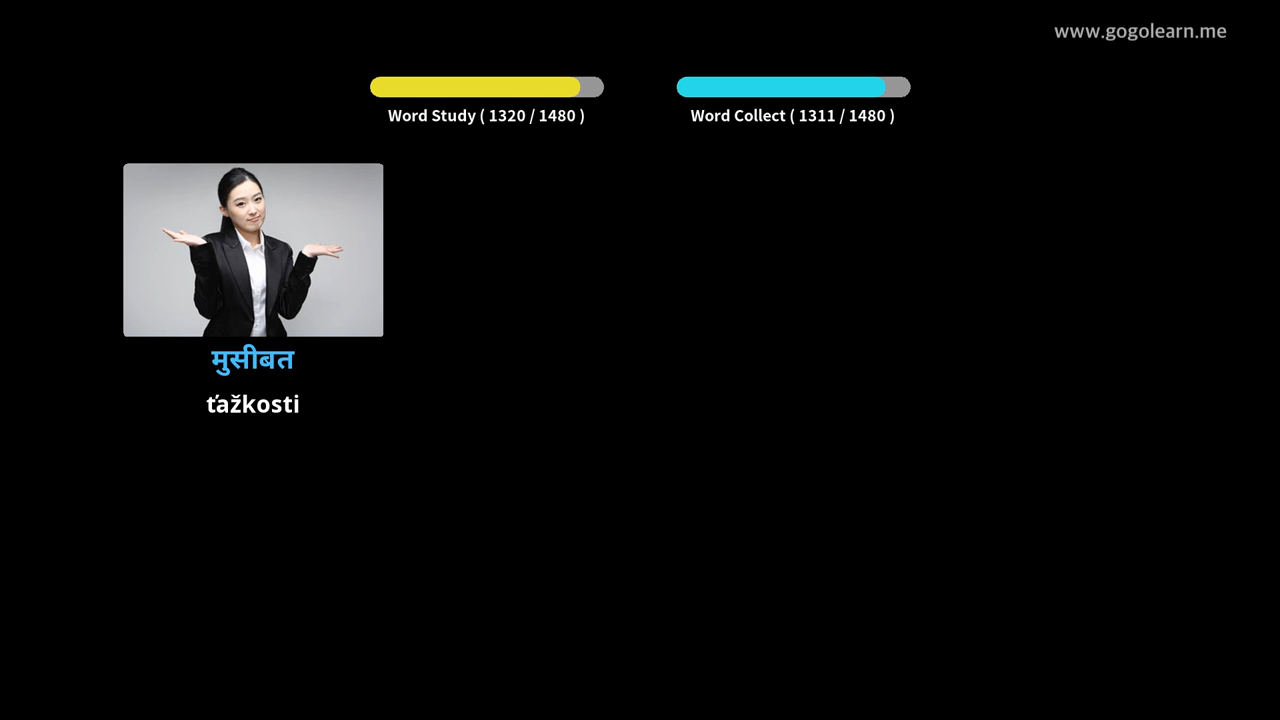 www.gogolearn.me
Word Study ( 1320 / 1480 )
Word Collect ( 1311 / 1480 )
मुसीबत
ťažkosti